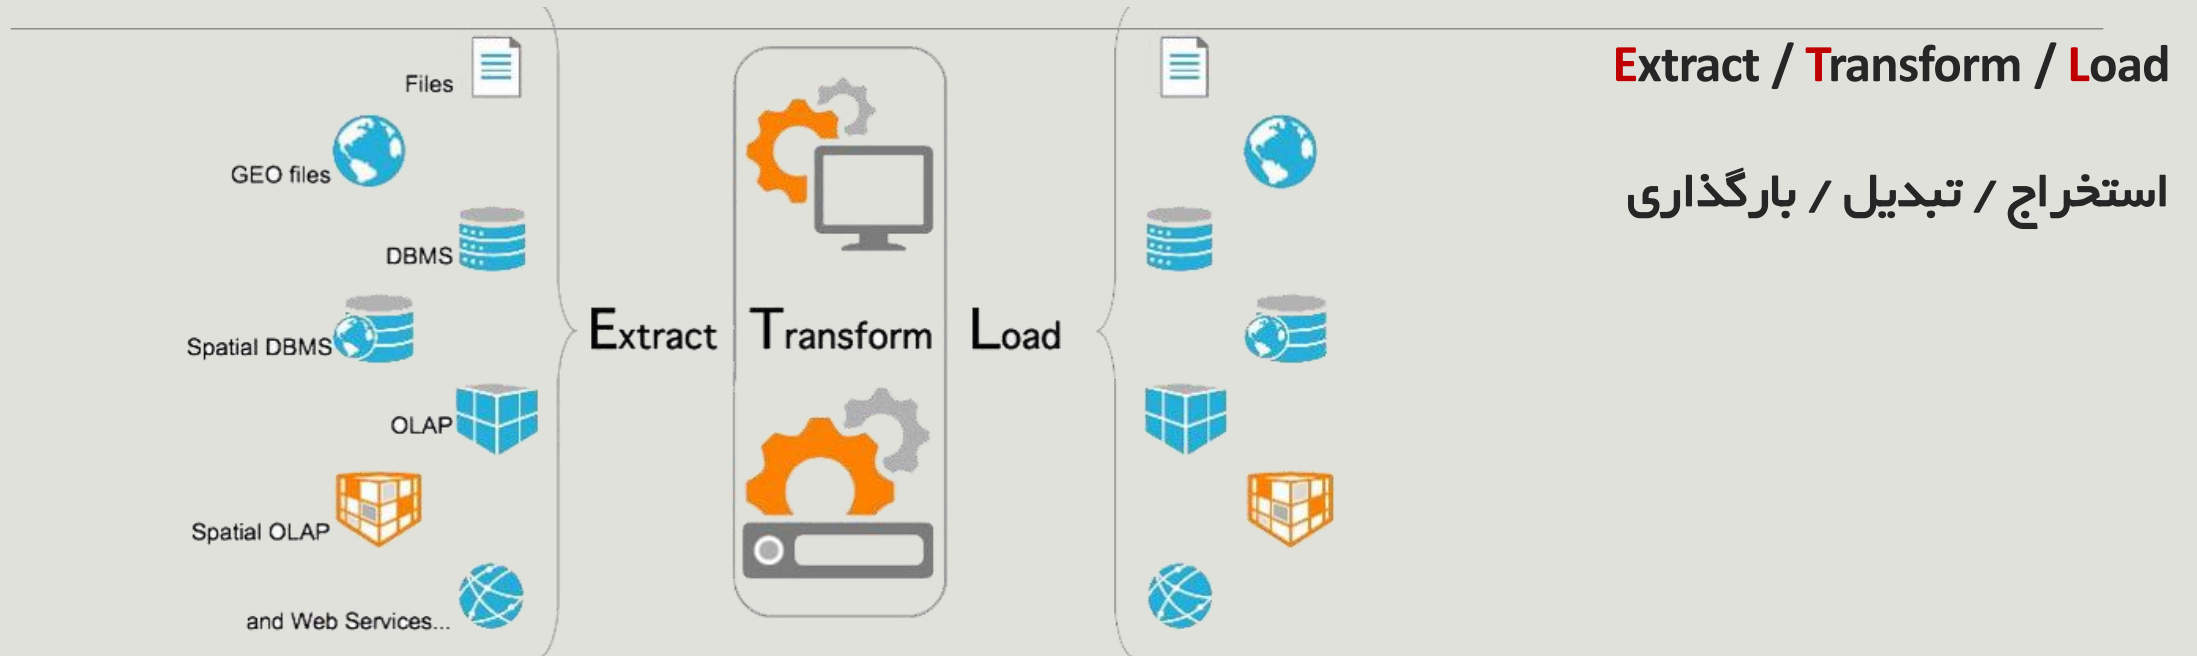 Extract / Transform / Load
استخراج / تبدیل / بارگذاری
Files
GEO files
DBMS
Spatial DBMS
OLAP
Spatial OLAP
and Web Services...
Extract Transform Load